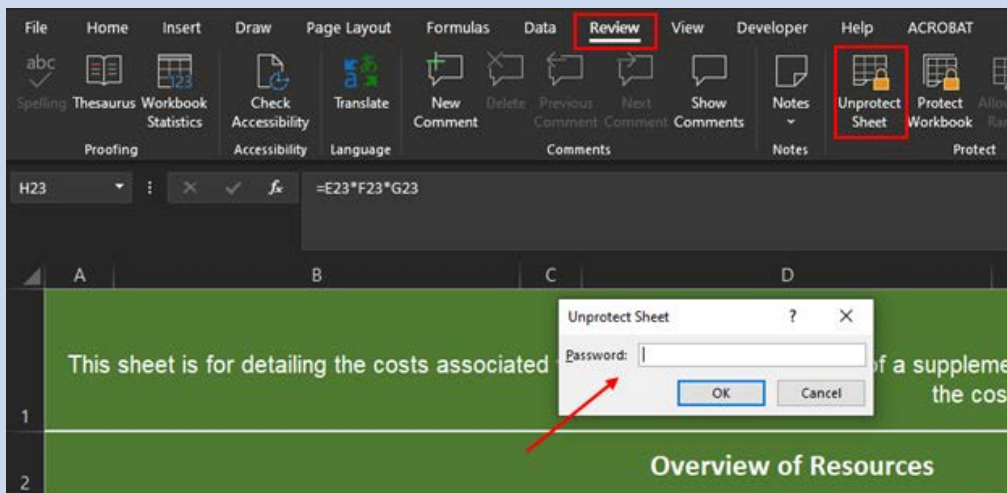 File Home Insert Draw Page Layout Formulas Data Review View Developer Help ACROBAT
abc
Spelling Thesaurus Workbook Statistics Check Accessibility Translate New Comment Delete Previous Comment Next Comment Show Comments Notes Unprotect Sheet Protect Workbook
Proofing Accessibility Language Comments Notes Protect
H23 fx =E23*F23*G23
A B C D
Unprotect Sheet ? X
Password:
OK Cancel
This sheet is for detailing the costs associated of a suppleme
the cos
1
Overview of Resources
2